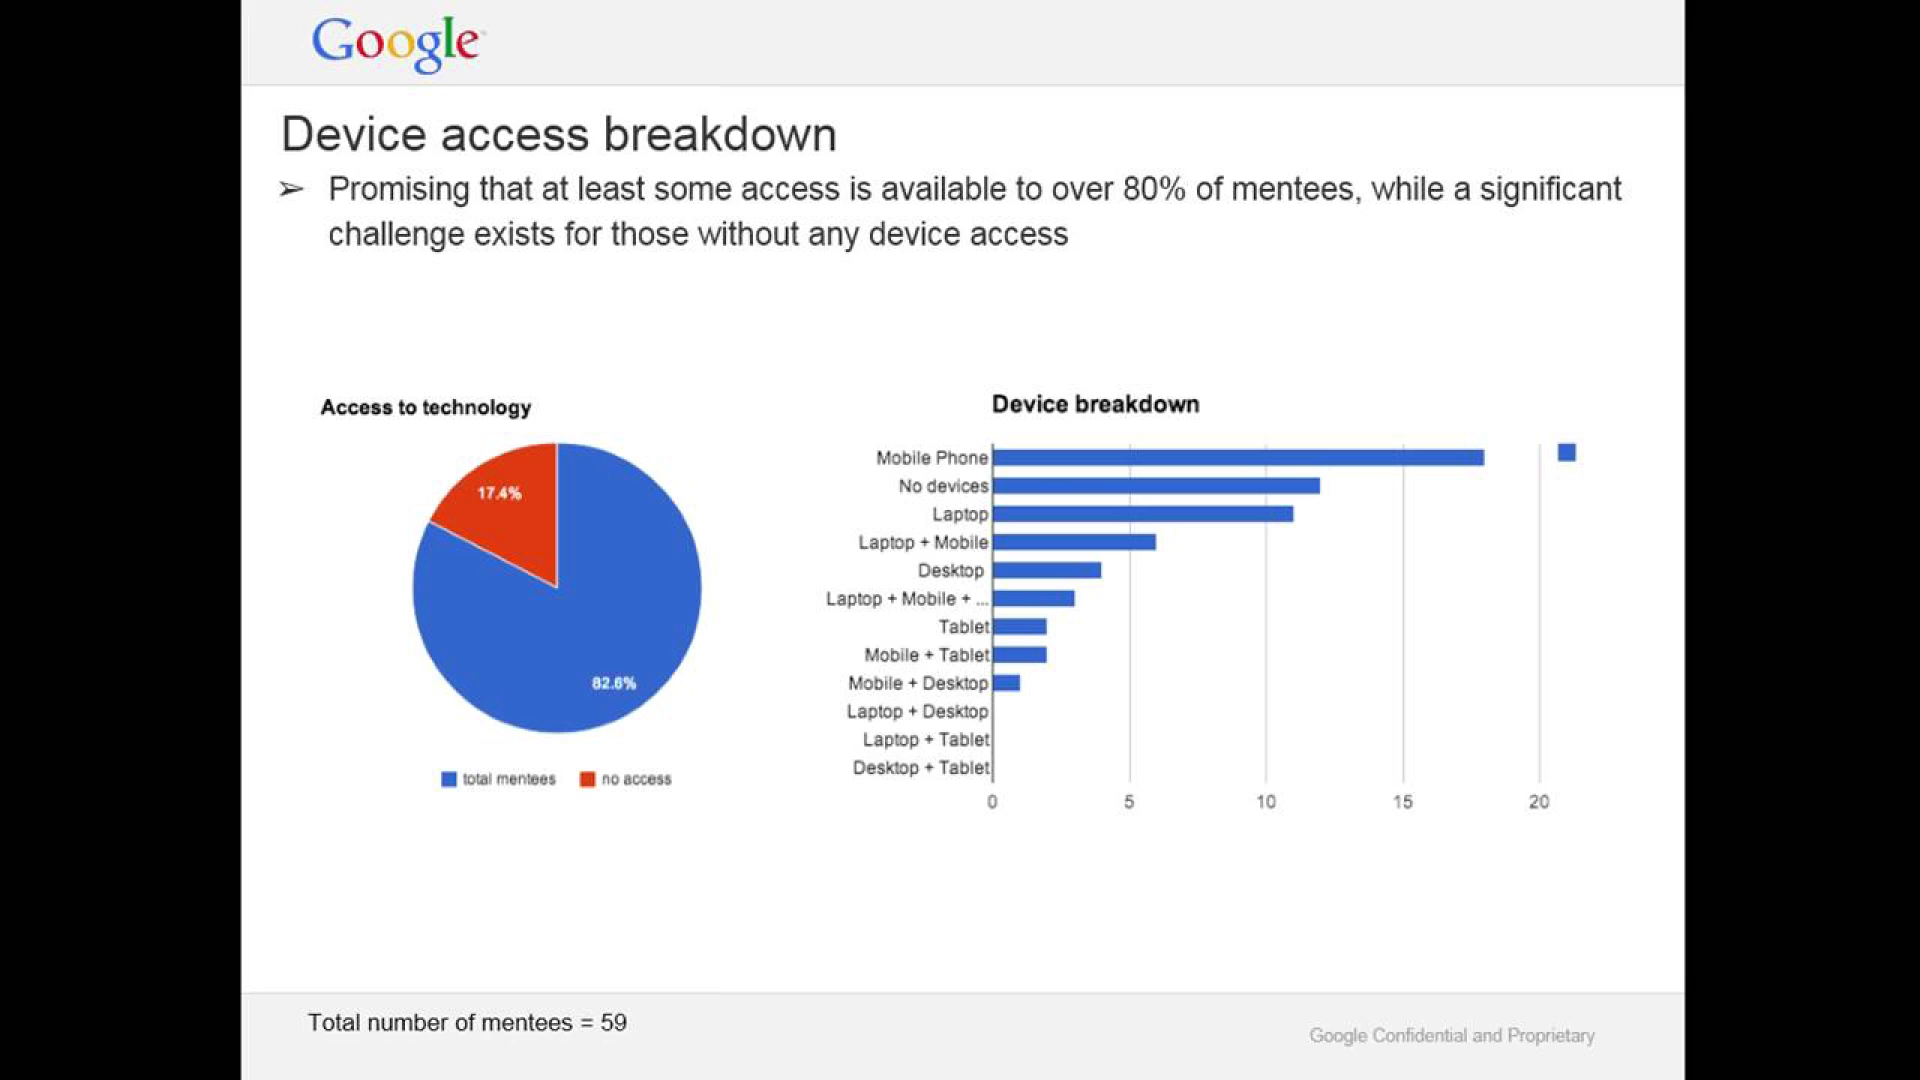 Google
Device access breakdown
➢ Promising that at least some access is available to over 80% of mentees, while a significant
challenge exists for those without any device access
Access to technology
17.4%
82.6%
total mentees
no access
Device breakdown
Mobile Phone
No devices
Laptop
Laptop + Mobile
Desktop
Laptop + Mobile + ...
Tablet
Mobile + Tablet
Mobile + Desktop
Laptop + Desktop
Laptop + Tablet
Desktop + Tablet
0 5 10 15 20
Total number of mentees = 59
Google Confidential and Proprietary